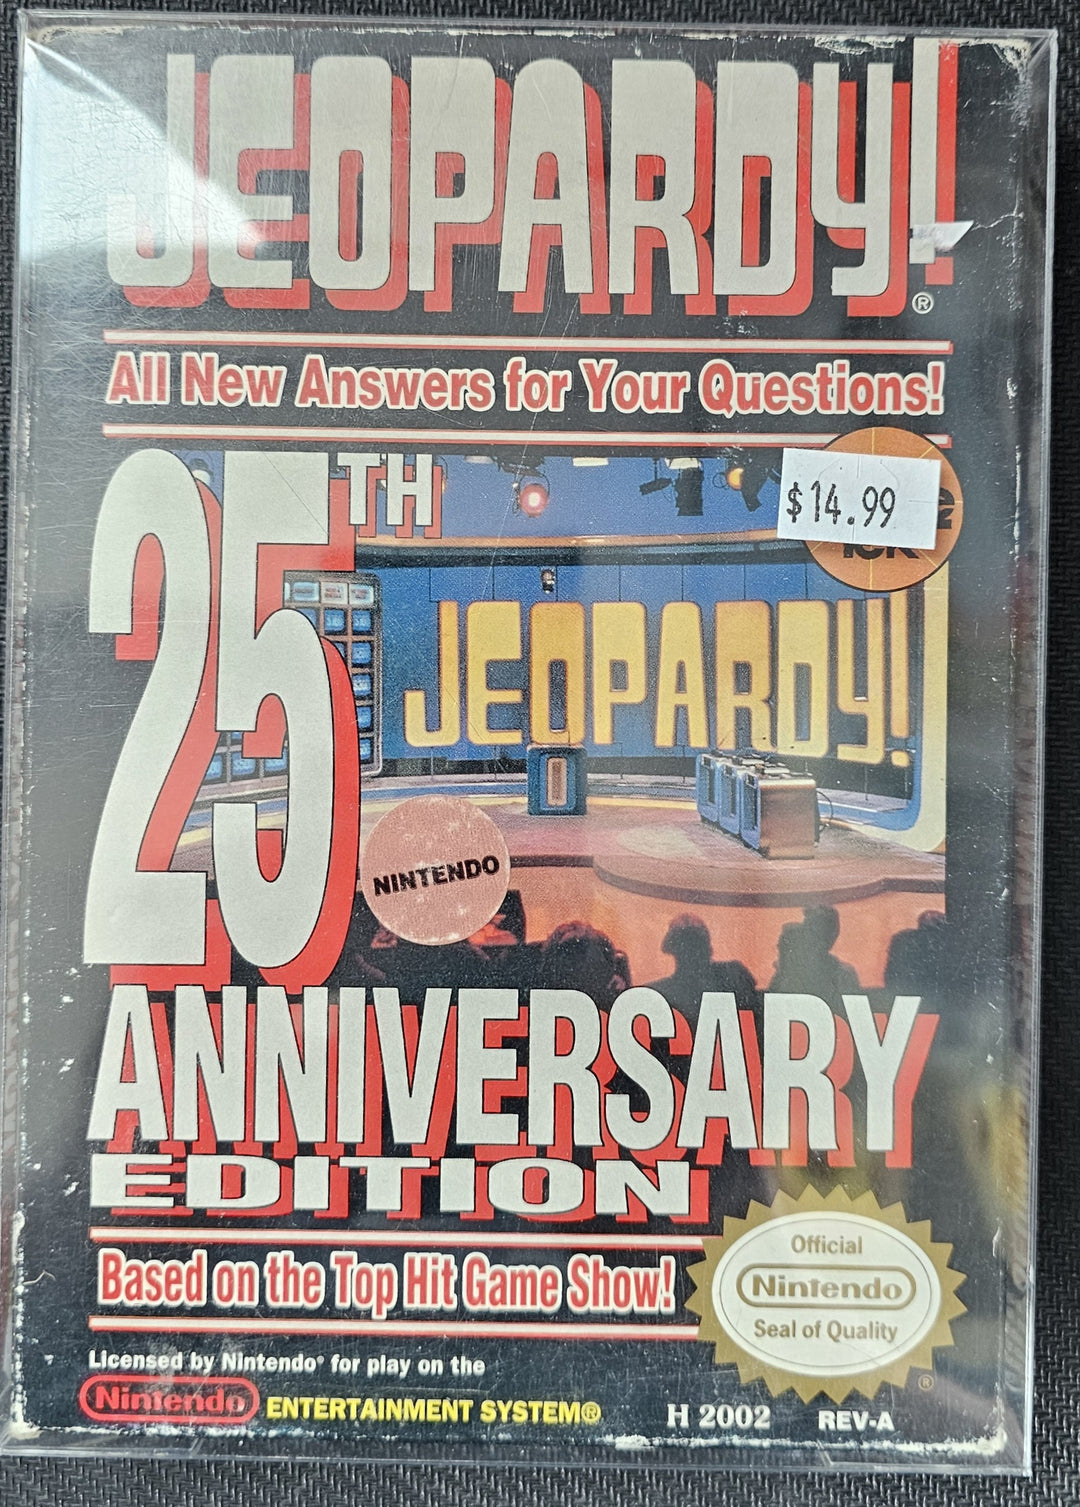 JEOPARDY!®
All New Answers for Your Questions!
25TH
$14.99
JEOPARDY!
NINTENDO
ANNIVERSARY
EDITION
Based on the Top Hit Game Show!
Official
Nintendo
Seal of Quality
®
Licensed by Nintendo® for play on the
Nintendo ENTERTAINMENT SYSTEM®
H 2002 REV-A